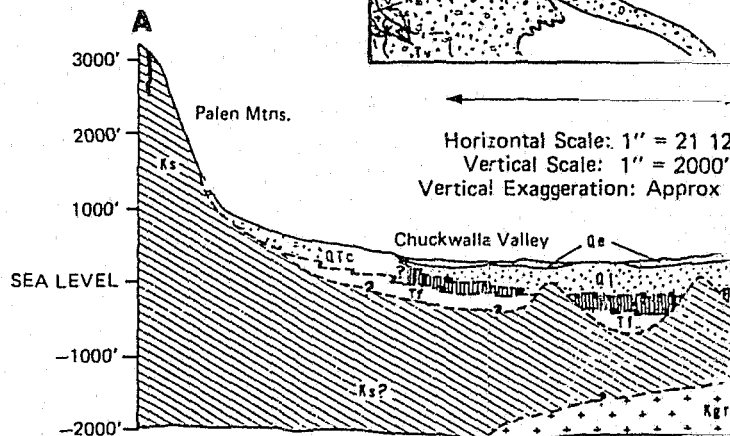 A
Tv
3000'
Palen Mtns.
Horizontal Scale: 1" = 21 12
2000'
Vertical Scale: 1" = 2000'
Ks
Vertical Exaggeration: Approx
1000'
Chuckwalla Valley
Qe
QTc
?
SEA LEVEL
Ql
?
Tf
?
Tf
-1000'
Ks?
Kgr
-2000'